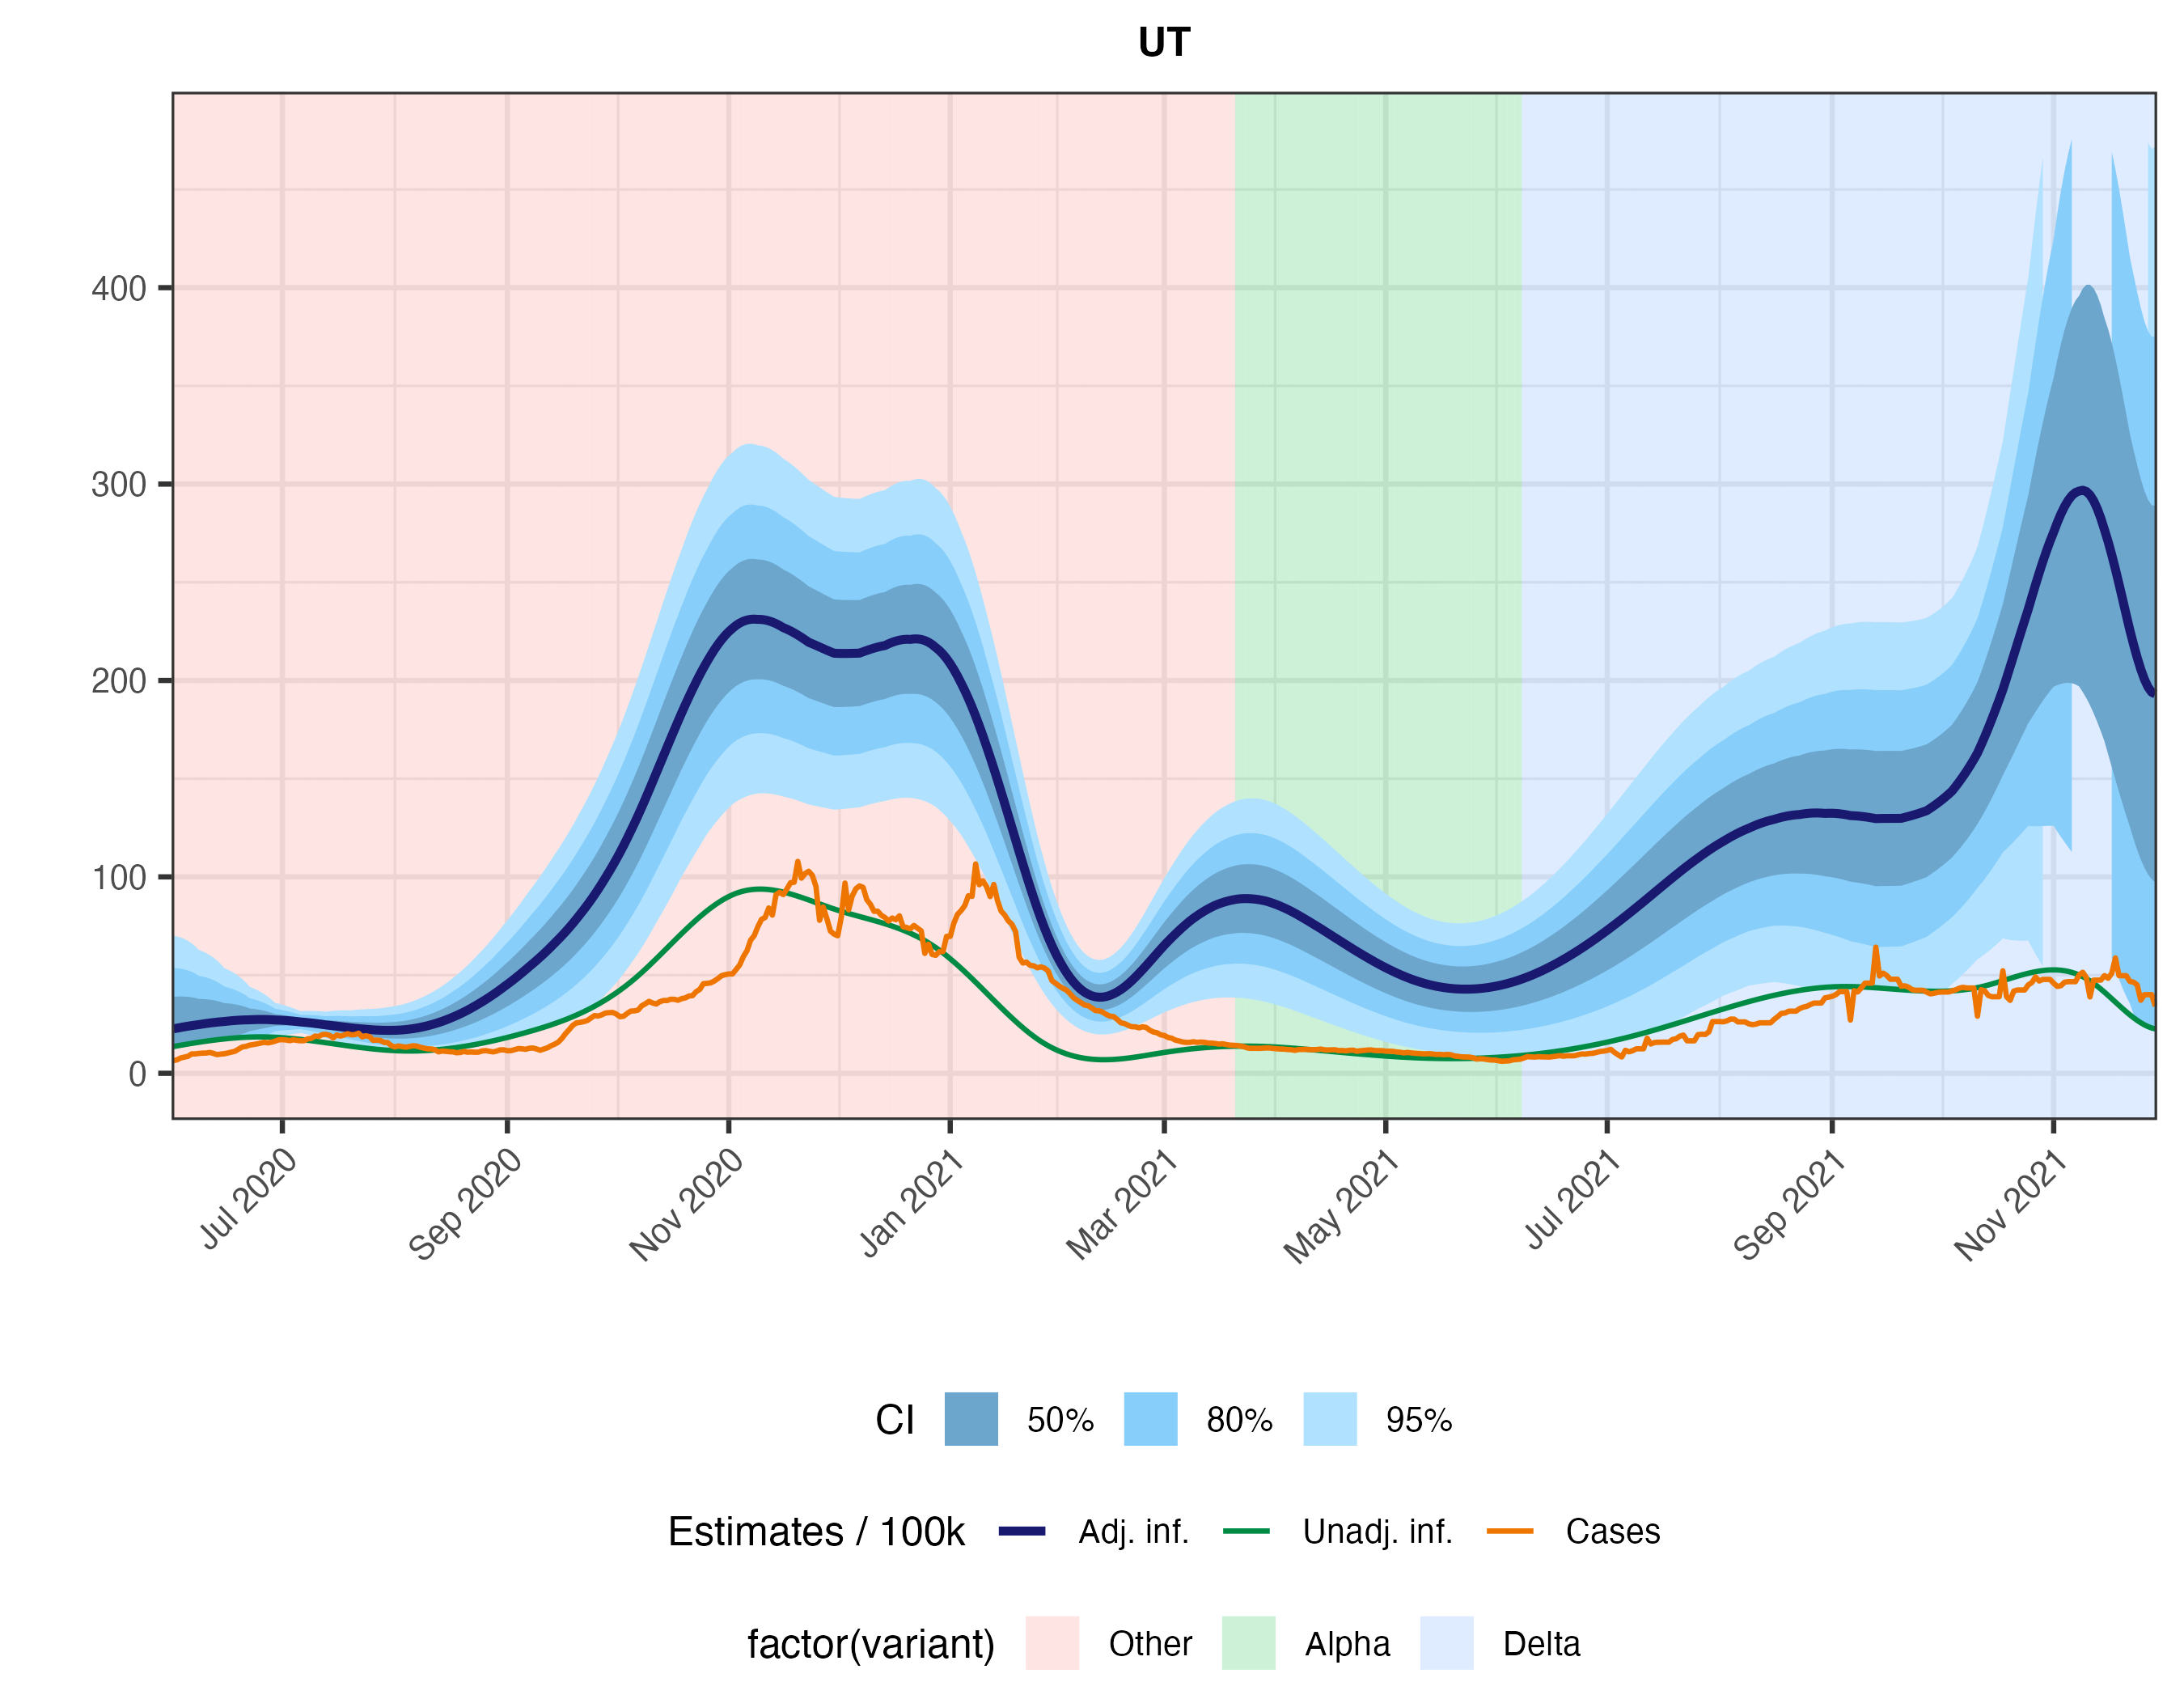 UT
400
300
200
100
0
Jul 2020
Sep 2020
Nov 2020
Jan 2021
Mar 2021
May 2021
Jul 2021
Sep 2021
Nov 2021
CI 50% 80% 95%
Estimates / 100k Adj. inf. Unadj. inf. Cases
factor(variant) Other Alpha Delta